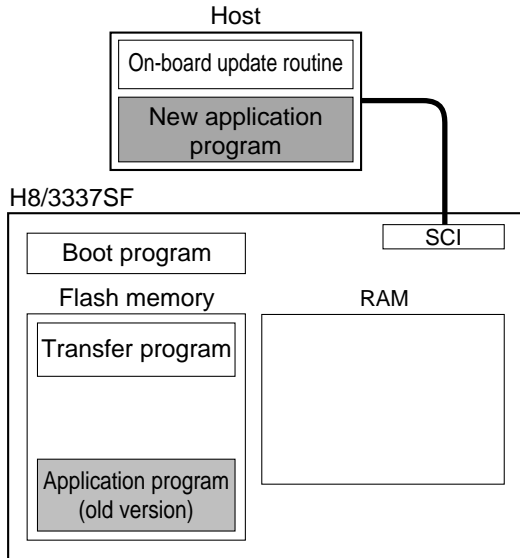 Host
On-board update routine
New application
program
H8/3337SF
SCI
Boot program
Flash memory
RAM
Transfer program
Application program
(old version)